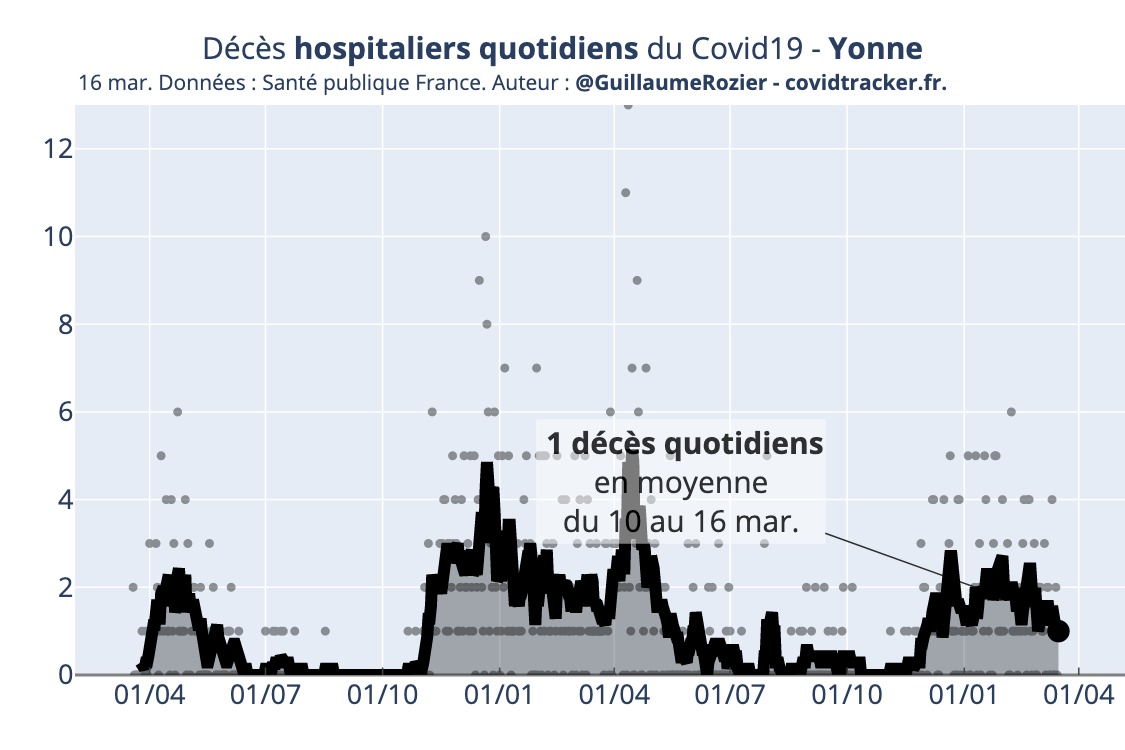 Décès hospitaliers quotidiens du Covid19 - Yonne
16 mar. Données : Santé publique France. Auteur : @GuillaumeRozier - covidtracker.fr.
12
10
8
6
1 décès quotidiens
en moyenne
du 10 au 16 mar.
4
2
0
01/04 01/07 01/10 01/01 01/04 01/07 01/10 01/01 01/04